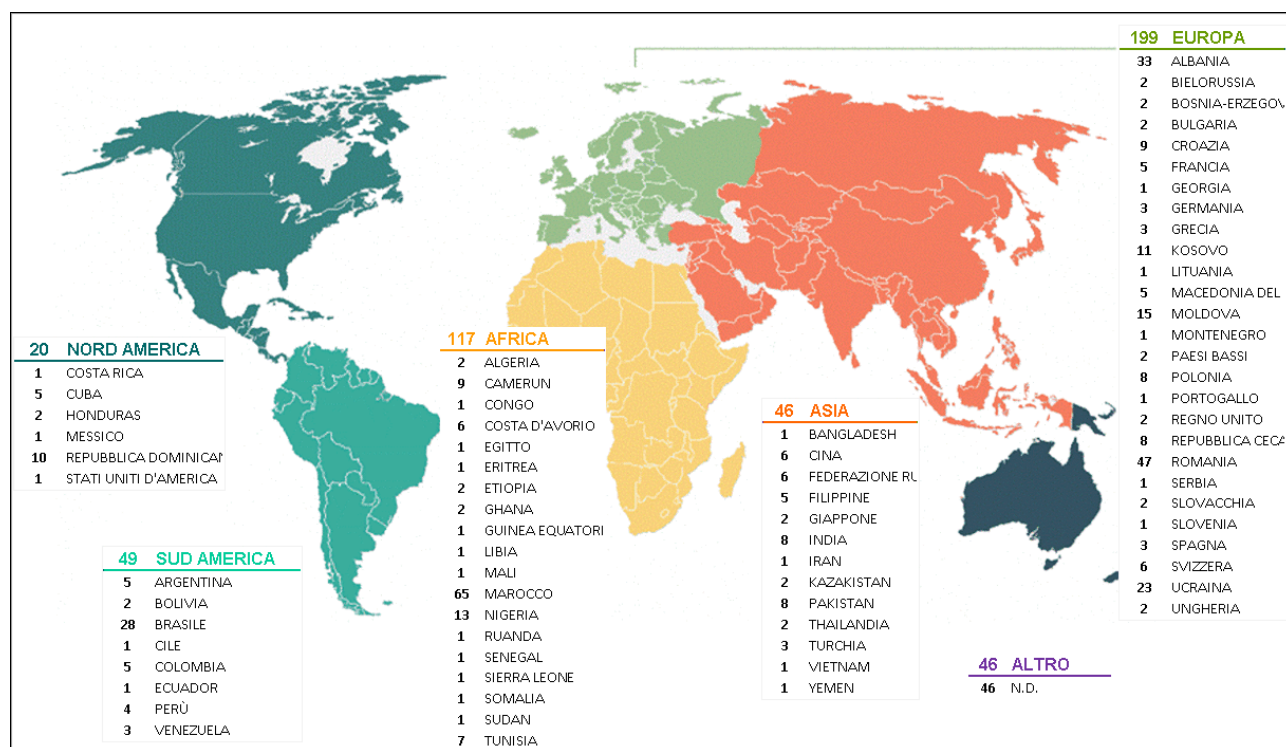 199 EUROPA
33 ALBANIA
2 BIELORUSSIA
2 BOSNIA-ERZEGOV
2 BULGARIA
9 CROAZIA
5 FRANCIA
1 GEORGIA
3 GERMANIA
3 GRECIA
11 KOSOVO
1 LITUANIA
5 MACEDONIA DEL
15 MOLDOVA
1 MONTENEGRO
2 PAESI BASSI
8 POLONIA
1 PORTOGALLO
2 REGNO UNITO
8 REPUBBLICA CECA
47 ROMANIA
1 SERBIA
2 SLOVACCHIA
1 SLOVENIA
3 SPAGNA
6 SVIZZERA
23 UCRAINA
2 UNGHERIA
20 NORD AMERICA
1 COSTA RICA
5 CUBA
2 HONDURAS
1 MESSICO
10 REPUBBLICA DOMINICAN
1 STATI UNITI D'AMERICA
49 SUD AMERICA
5 ARGENTINA
2 BOLIVIA
28 BRASILE
1 CILE
5 COLOMBIA
1 ECUADOR
4 PERÙ
3 VENEZUELA
117 AFRICA
2 ALGERIA
9 CAMERUN
1 CONGO
6 COSTA D'AVORIO
1 EGITTO
1 ERITREA
2 ETIOPIA
2 GHANA
1 GUINEA EQUATORI
1 LIBIA
1 MALI
65 MAROCCO
13 NIGERIA
1 RUANDA
1 SENEGAL
1 SIERRA LEONE
1 SOMALIA
1 SUDAN
7 TUNISIA
46 ASIA
1 BANGLADESH
6 CINA
6 FEDERAZIONE RU
5 FILIPPINE
2 GIAPPONE
8 INDIA
1 IRAN
2 KAZAKISTAN
8 PAKISTAN
2 THAILANDIA
3 TURCHIA
1 VIETNAM
1 YEMEN
46 ALTRO
46 N.D.